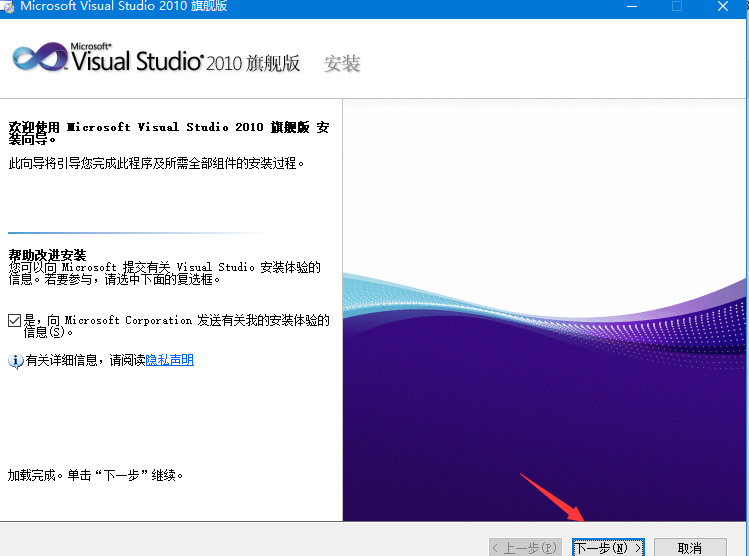 Microsoft Visual Studio 2010 旗舰版
Microsoft®
Visual Studio® 2010 旗舰版 安装
欢迎使用 Microsoft Visual Studio 2010 旗舰版 安
装向导。
此向导将引导您完成此程序及所需全部组件的安装过程。
帮助改进安装
您可以向 Microsoft 提交有关 Visual Studio 安装体验的
信息。若要参与，请选中下面的复选框。
是，向 Microsoft Corporation 发送有关我的安装体验的
信息(S)。
有关详细信息，请阅读隐私声明
加载完成。单击“下一步”继续。
< 上一步(P) 下一步(N) > 取消